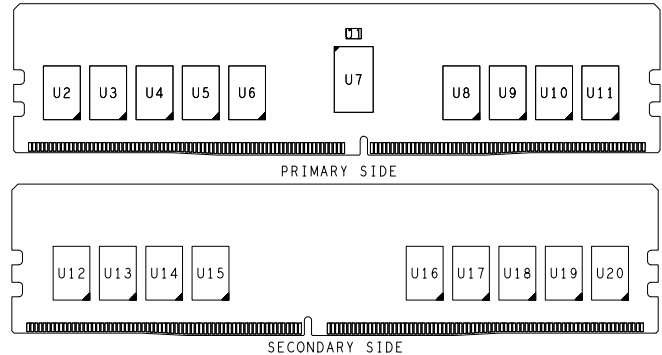 U1
U2 U3 U4 U5 U6 U7 U8 U9 U10 U11
PRIMARY SIDE
U12 U13 U14 U15 U16 U17 U18 U19 U20
SECONDARY SIDE